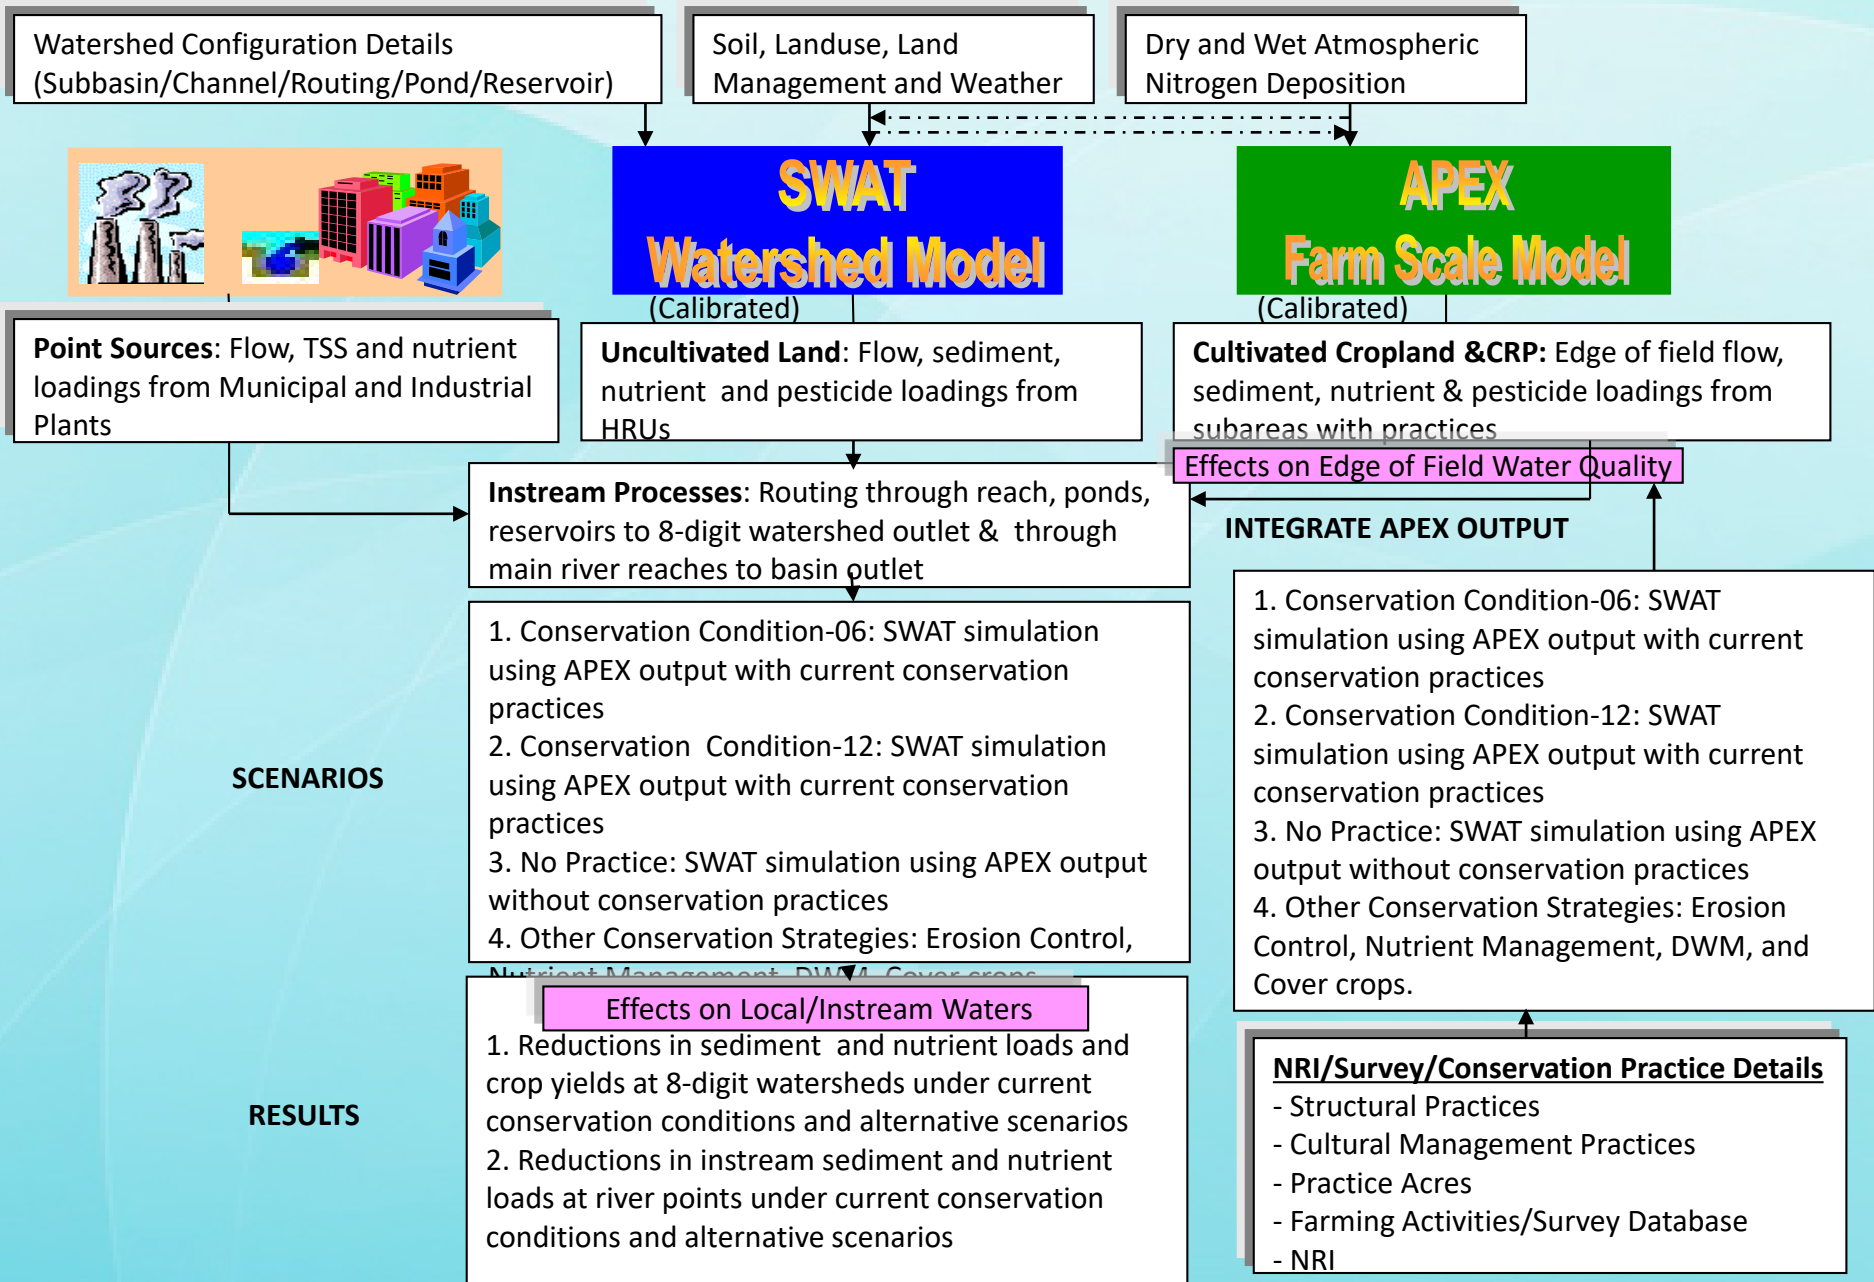 Watershed Configuration Details
(Subbasin/Channel/Routing/Pond/Reservoir)
Soil, Landuse, Land
Management and Weather
Dry and Wet Atmospheric
Nitrogen Deposition
SWAT
Watershed Model
(Calibrated)
APEX
Farm Scale Model
(Calibrated)
Point Sources: Flow, TSS and nutrient
loadings from Municipal and Industrial
Plants
Uncultivated Land: Flow, sediment,
nutrient  and pesticide loadings from
HRUs
Cultivated Cropland &CRP: Edge of field flow,
sediment, nutrient & pesticide loadings from
subareas with practices
Effects on Edge of Field Water Quality
Instream Processes: Routing through reach, ponds,
reservoirs to 8-digit watershed outlet &  through
main river reaches to basin outlet
INTEGRATE APEX OUTPUT
SCENARIOS
1. Conservation Condition-06: SWAT simulation
using APEX output with current conservation
practices
2. Conservation  Condition-12: SWAT simulation
using APEX output with current conservation
practices
3. No Practice: SWAT simulation using APEX output
without conservation practices
4. Other Conservation Strategies: Erosion Control,
Nutrient Management, DWM, Cover crops
1. Conservation Condition-06: SWAT
simulation using APEX output with current
conservation practices
2. Conservation Condition-12: SWAT
simulation using APEX output with current
conservation practices
3. No Practice: SWAT simulation using APEX
output without conservation practices
4. Other Conservation Strategies: Erosion
Control, Nutrient Management, DWM, and
Cover crops.
RESULTS
Effects on Local/Instream Waters
1. Reductions in sediment  and nutrient loads and
crop yields at 8-digit watersheds under current
conservation conditions and alternative scenarios
2. Reductions in instream sediment and nutrient
loads at river points under current conservation
conditions and alternative scenarios
NRI/Survey/Conservation Practice Details
- Structural Practices
- Cultural Management Practices
- Practice Acres
- Farming Activities/Survey Database
- NRI